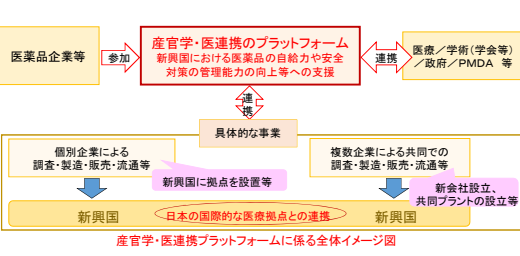 医薬品企業等
参加
産官学・医連携のプラットフォーム
新興国における医薬品の自給力や安全
対策の管理能力の向上等への支援
連携
医療／学術(学会等)
／政府／PMDA 等
連
携
具体的な事業
個別企業による
調査・製造・販売・流通等
新興国に拠点を設置等
複数企業による共同での
調査・製造・販売・流通等
新会社設立、
共同プラントの設立等
新興国
日本の国際的な医療拠点との連携
新興国
産官学・医連携プラットフォームに係る全体イメージ図